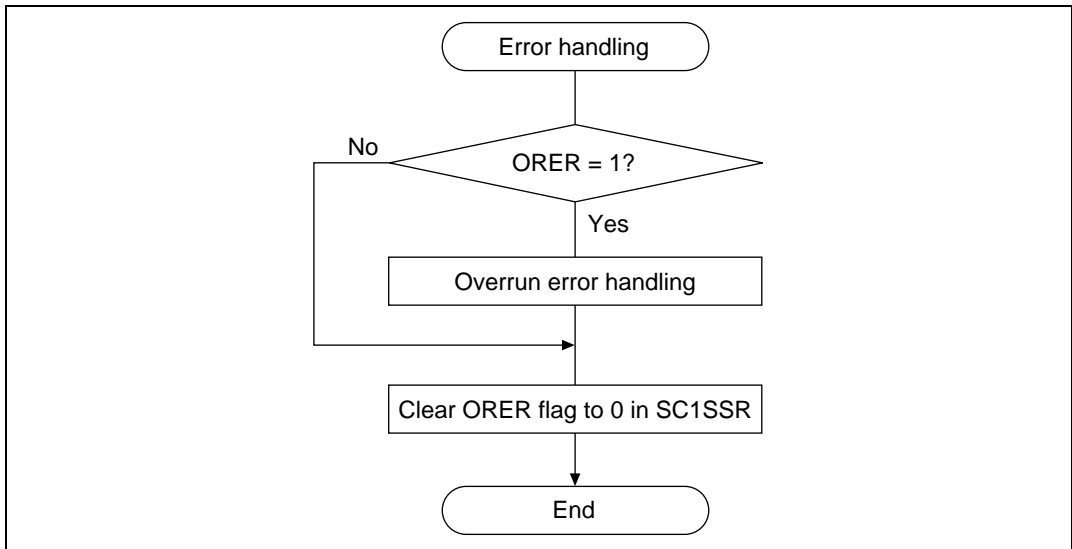 Error handling
No
ORER = 1?
Yes
Overrun error handling
Clear ORER flag to 0 in SC1SSR
End